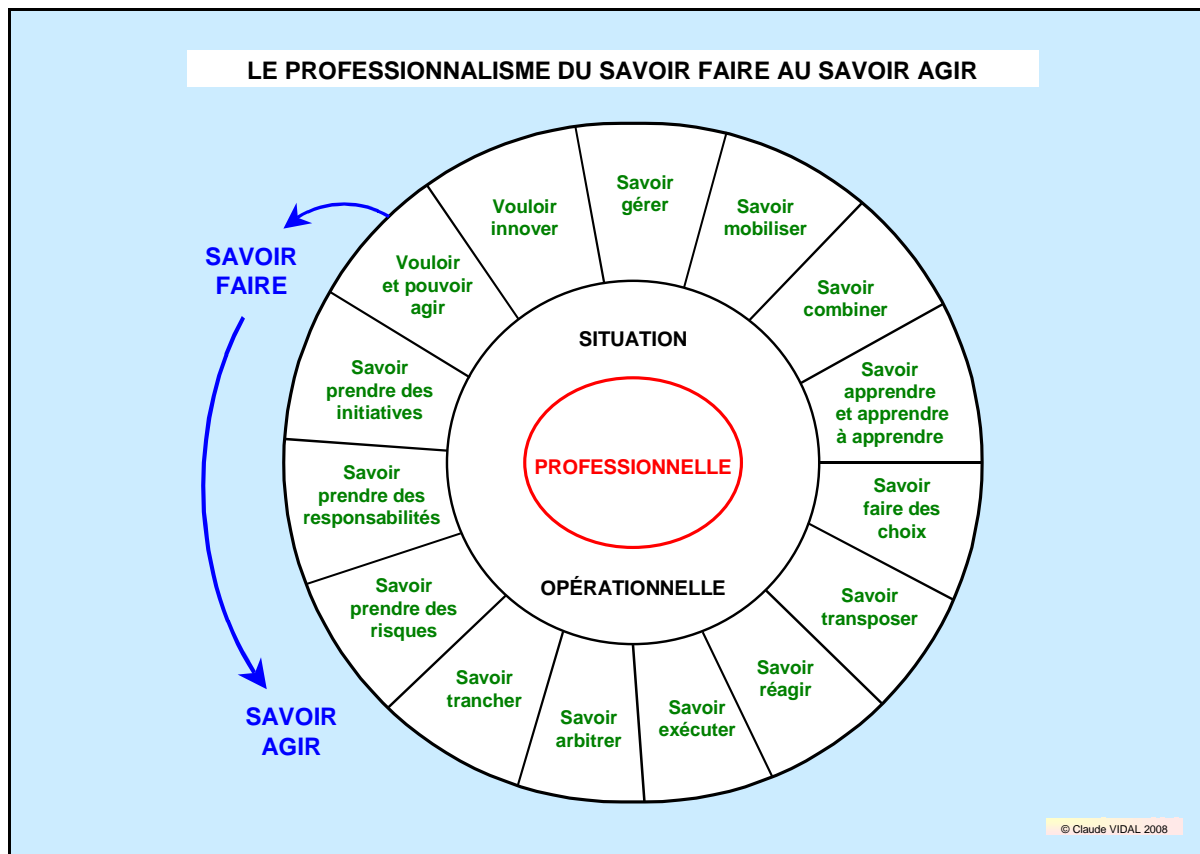 LE PROFESSIONNALISME DU SAVOIR FAIRE AU SAVOIR AGIR
Savoir
gérer
Savoir
mobiliser
Savoir
combiner
Savoir
apprendre
et apprendre
à apprendre
Savoir
faire des
choix
Savoir
transposer
Savoir
réagir
Savoir
exécuter
Savoir
arbitrer
Savoir
trancher
Savoir
prendre des
risques
Savoir
prendre des
responsabilités
Savoir
prendre des
initiatives
Vouloir
et pouvoir
agir
Vouloir
innover
SITUATION
PROFESSIONNELLE
OPÉRATIONNELLE
SAVOIR
FAIRE
SAVOIR
AGIR
© Claude VIDAL 2008